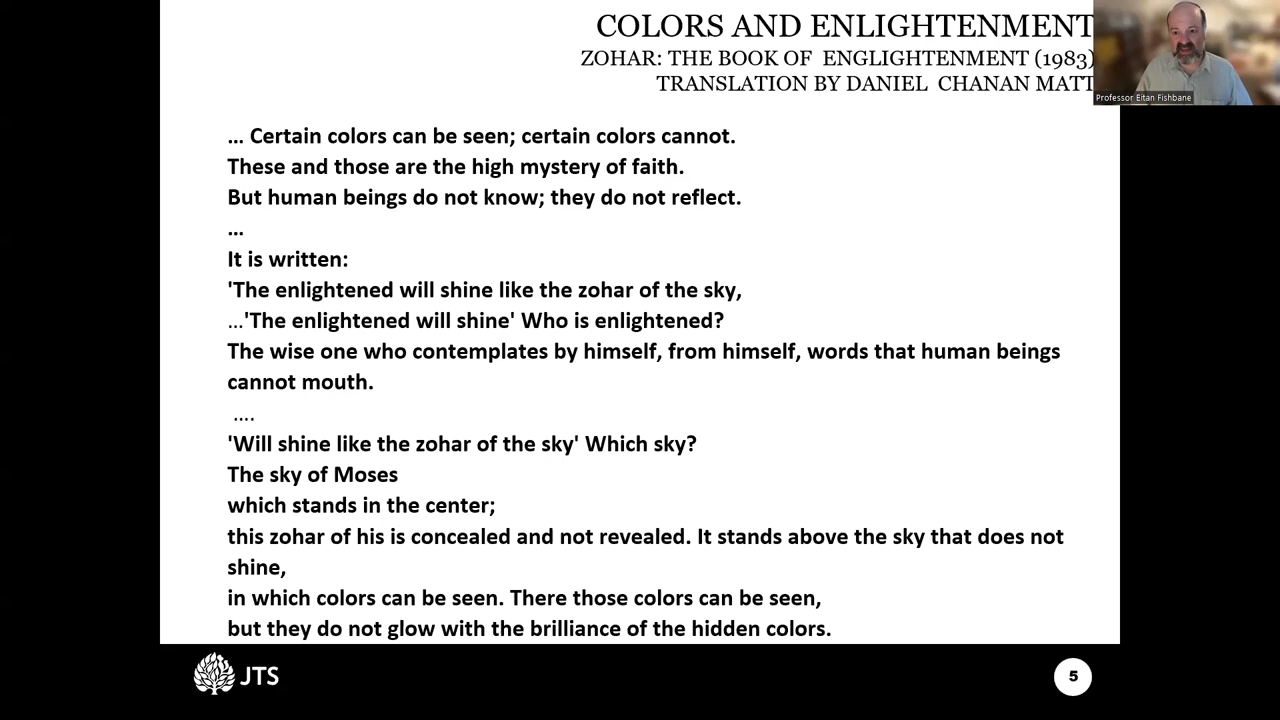 COLORS AND ENLIGHTENMENT
ZOHAR: THE BOOK OF ENGLIGHTENMENT (1983)
TRANSLATION BY DANIEL CHANAN MATT
Professor Eitan Fishbane
... Certain colors can be seen; certain colors cannot.
These and those are the high mystery of faith.
But human beings do not know; they do not reflect.
...
It is written:
'The enlightened will shine like the zohar of the sky,
...'The enlightened will shine' Who is enlightened?
The wise one who contemplates by himself, from himself, words that human beings
cannot mouth.
....
'Will shine like the zohar of the sky' Which sky?
The sky of Moses
which stands in the center;
this zohar of his is concealed and not revealed. It stands above the sky that does not
shine,
in which colors can be seen. There those colors can be seen,
but they do not glow with the brilliance of the hidden colors.
JTS
5